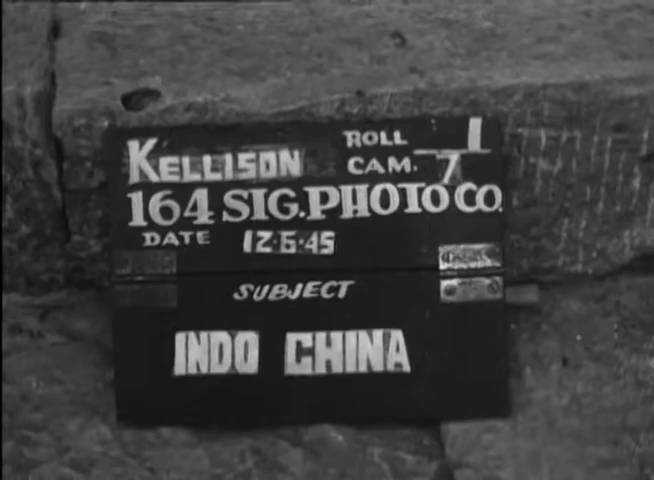 KELLISON ROLL 1
CAM. 7
164 SIG. PHOTO CO.
DATE 12·6·45
SUBJECT
INDO CHINA